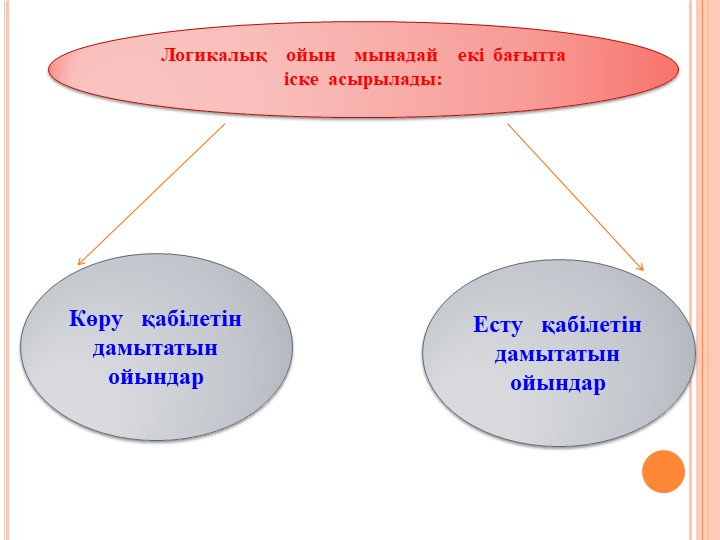 Логикалық ойын мынадай екі бағытта
іске асырылады:
Көру қабілетін
дамытатын
ойындар
Есту қабілетін
дамытатын
ойындар